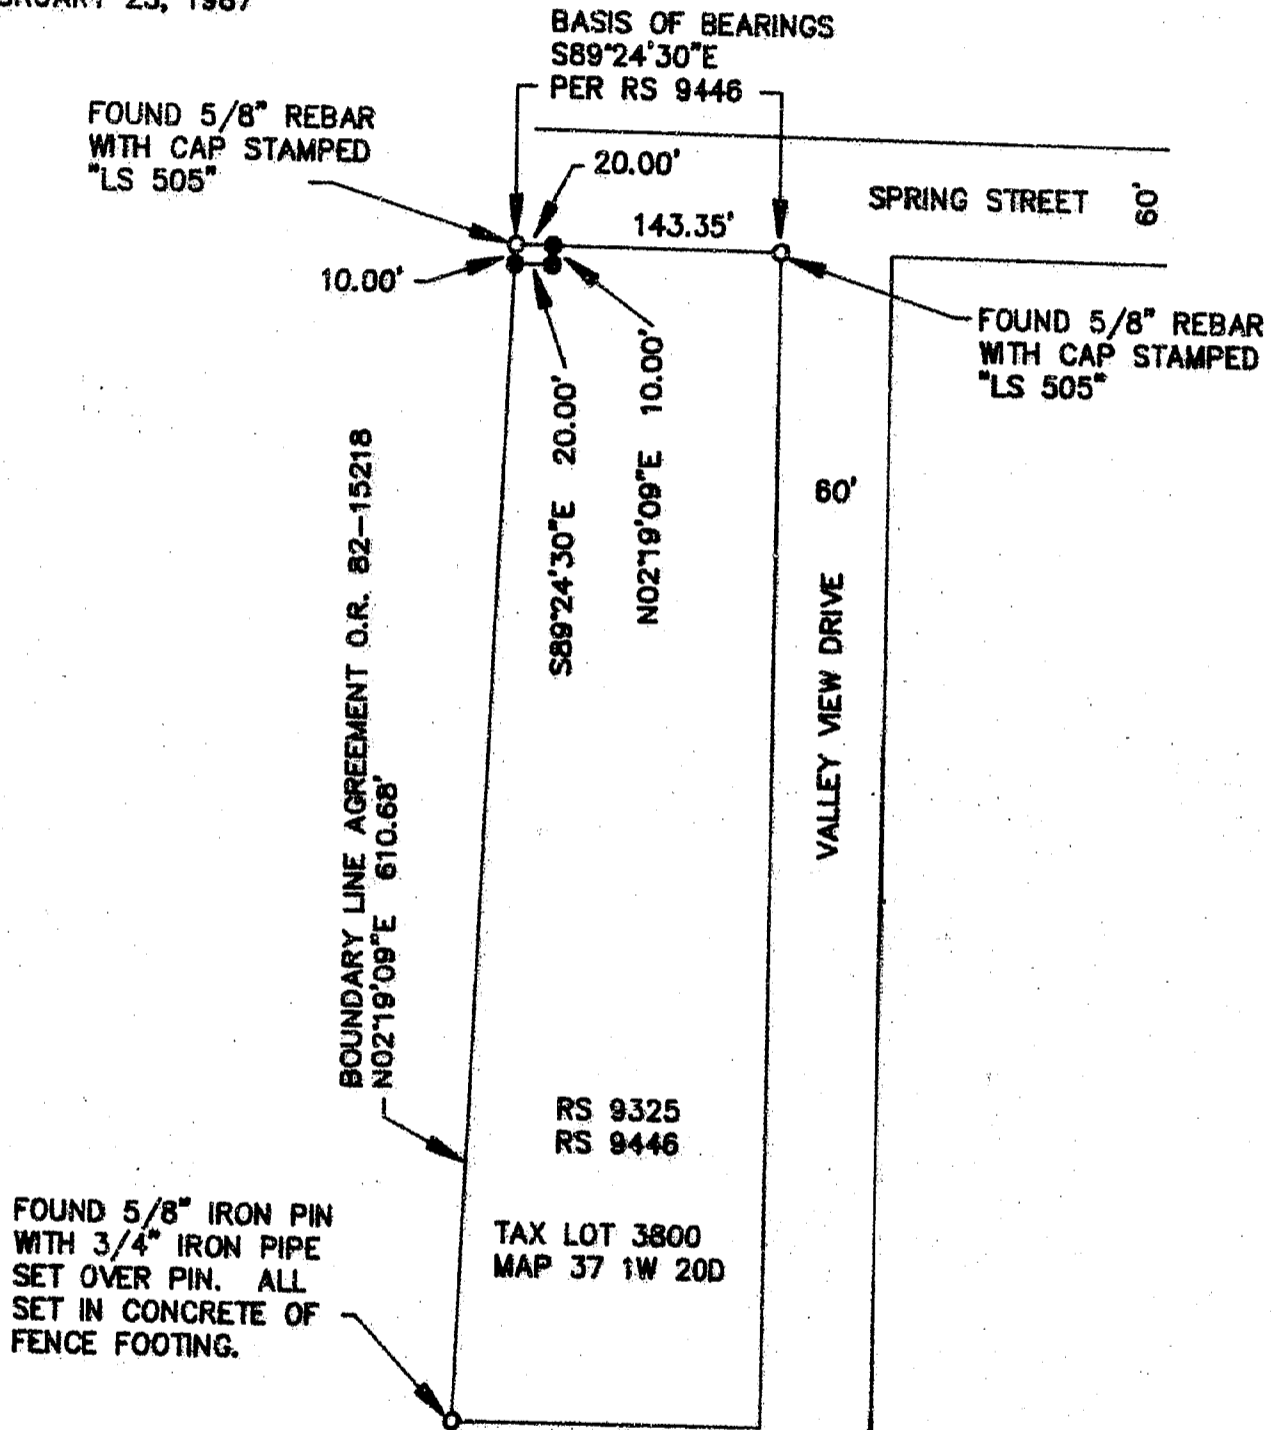 BASIS OF BEARINGS
S89°24'30"E
PER RS 9446
FOUND 5/8" REBAR
WITH CAP STAMPED
"LS 505"
20.00'
143.35'
SPRING STREET 60'
10.00'
FOUND 5/8" REBAR
WITH CAP STAMPED
"LS 505"
S89°24'30"E 20.00'
N02°19'09"E 10.00'
60'
VALLEY VIEW DRIVE
BOUNDARY LINE AGREEMENT O.R. 82-15218
N02°19'09"E 610.68'
RS 9325
RS 9446
TAX LOT 3800
MAP 37 1W 20D
FOUND 5/8" IRON PIN
WITH 3/4" IRON PIPE
SET OVER PIN. ALL
SET IN CONCRETE OF
FENCE FOOTING.